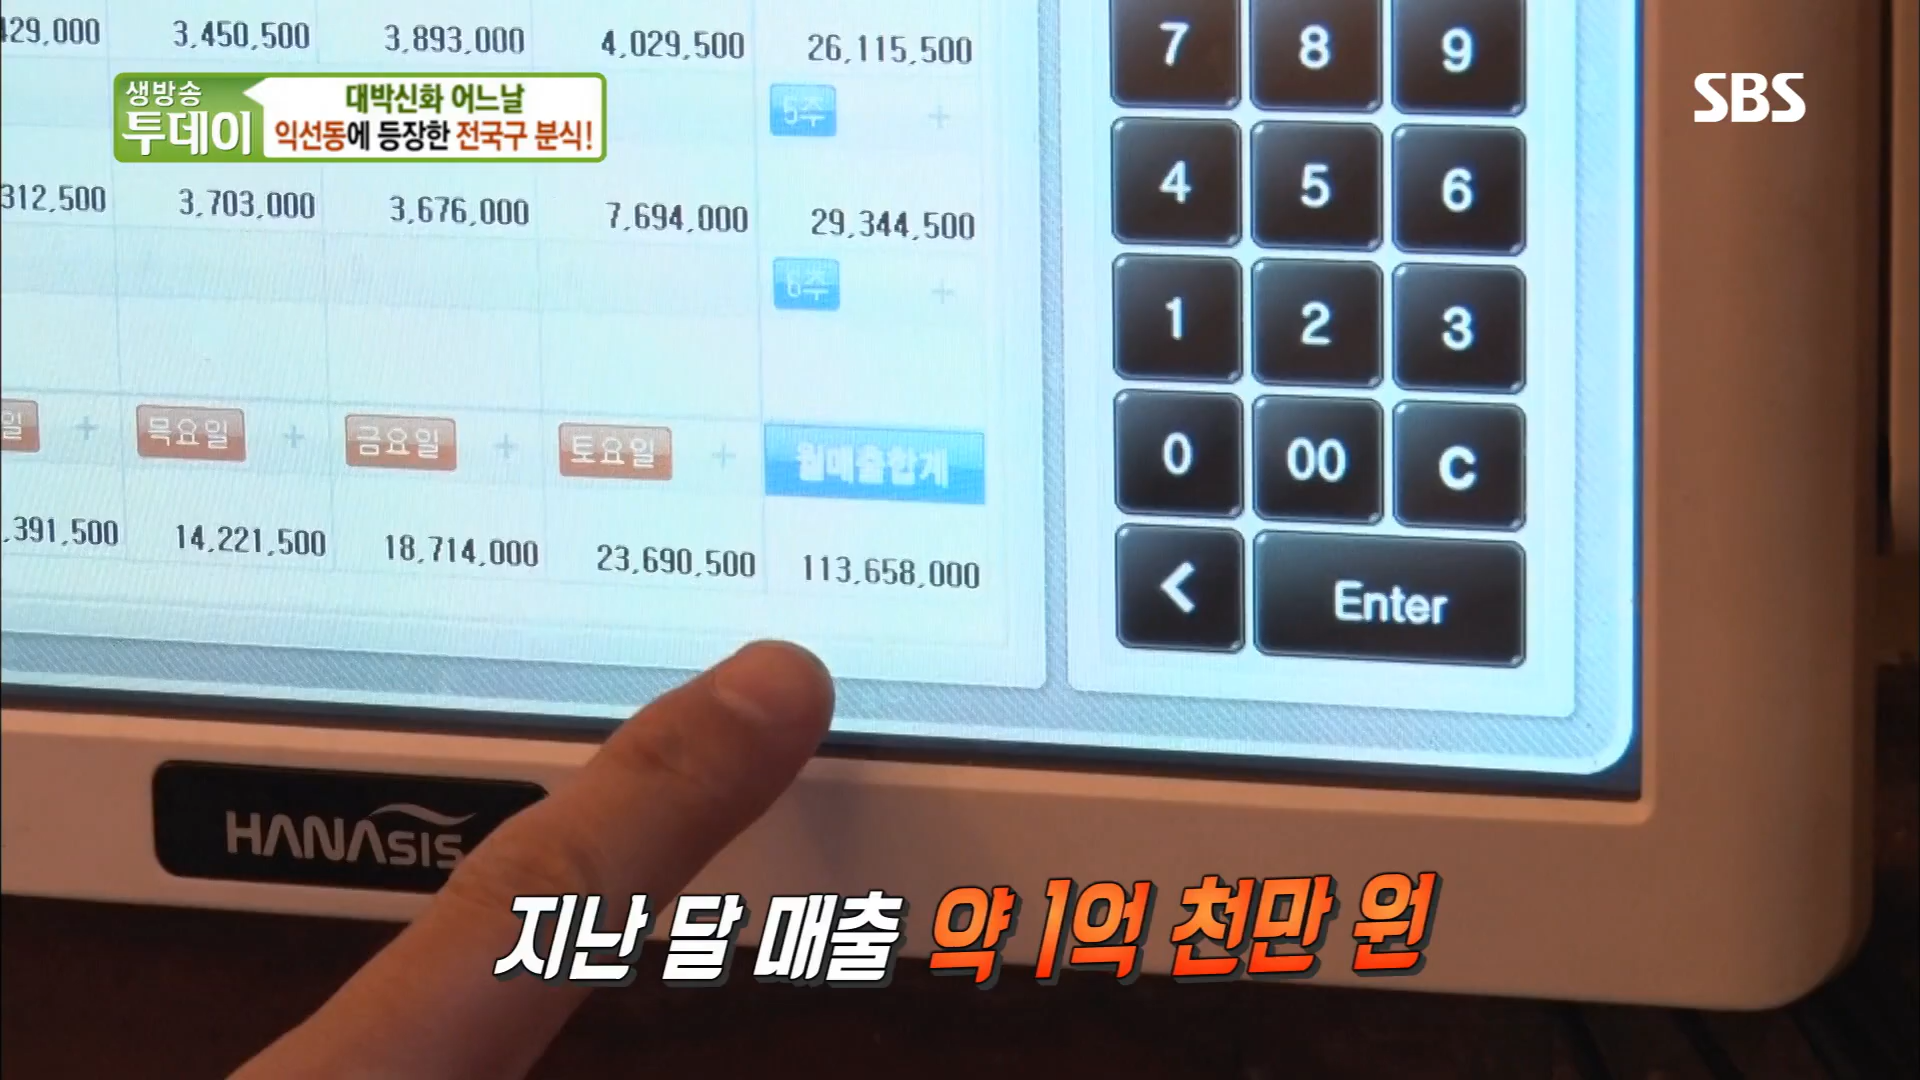 429,000 3,450,500 3,893,000 4,029,500 26,115,500
생방송
투데이
대박신화 어느날
익선동에 등장한 전국구 분식!
SBS
5주 +
312,500 3,703,000 3,676,000 7,694,000 29,344,500
6주 +
일 + 목요일 + 금요일 + 토요일 + 월매출합계
,391,500 14,221,500 18,714,000 23,690,500 113,658,000
7 8 9
4 5 6
1 2 3
0 00 C
< Enter
HANASIS
지난 달 매출 약 1억 천만 원